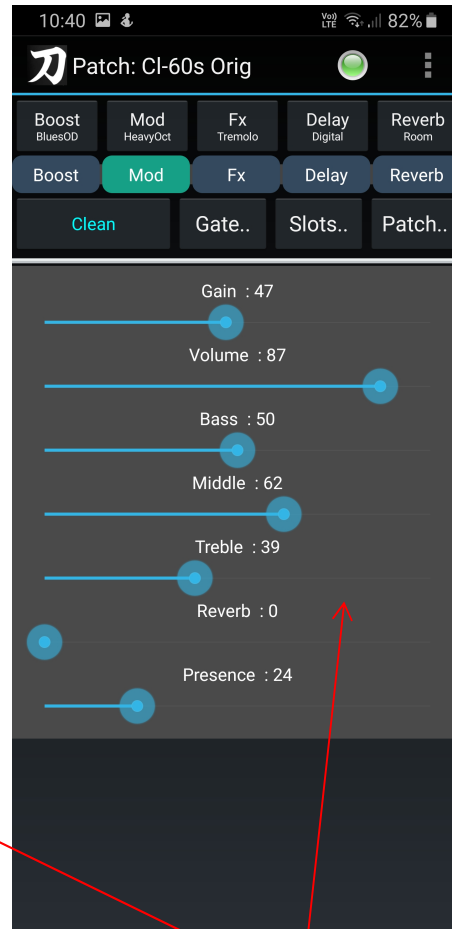 10:40 VoLTE 82%
刀 Patch: Cl-60s Orig
Boost Mod Fx Delay Reverb
BluesOD HeavyOct Tremolo Digital Room
Boost Mod Fx Delay Reverb
Clean Gate.. Slots.. Patch..
Gain : 47
Volume : 87
Bass : 50
Middle : 62
Treble : 39
Reverb : 0
Presence : 24